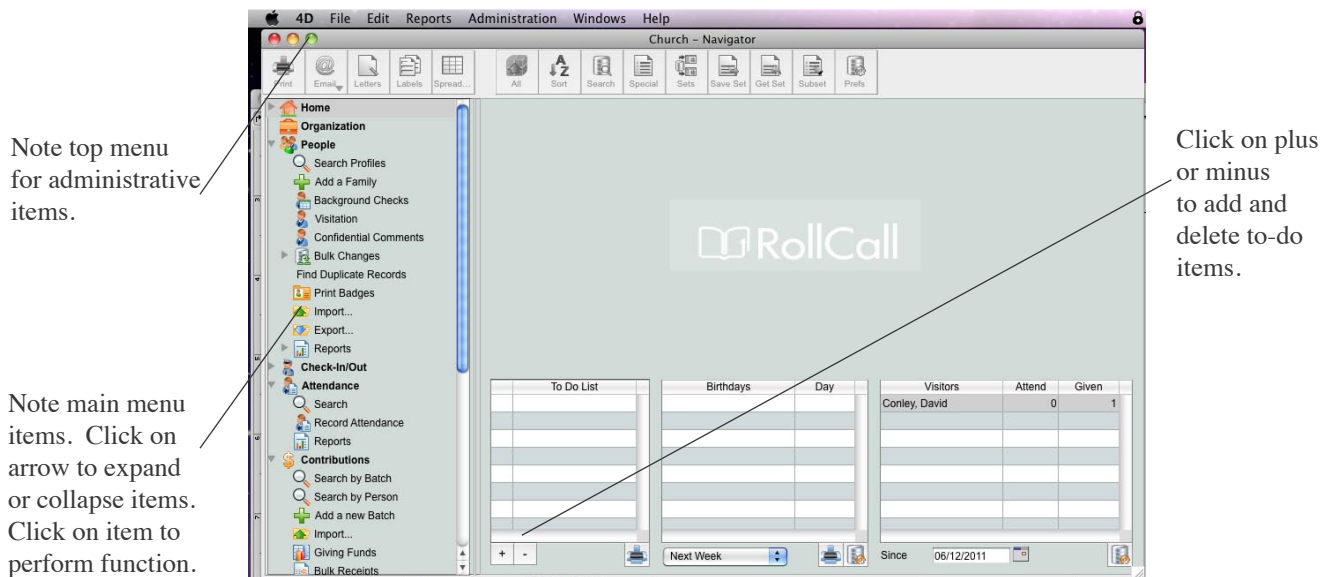 4D File Edit Reports Administration Windows Help
Church – Navigator
Print Email Letters Labels Spread... All Sort Search Special Sets Save Set Get Set Subset Prefs
Note top menu
for administrative
items.
Note main menu
items. Click on
arrow to expand
or collapse items.
Click on item to
perform function.
Home
Organization
People
Search Profiles
Add a Family
Background Checks
Visitation
Confidential Comments
Bulk Changes
Find Duplicate Records
Print Badges
Import...
Export...
Reports
Check-In/Out
Attendance
Search
Record Attendance
Reports
Contributions
Search by Batch
Search by Person
Add a new Batch
Import...
Giving Funds
Bulk Receipts
RollCall
To Do List
+ -
Birthdays Day
Next Week
Visitors Attend Given
Conley, David 0 1
Since 06/12/2011
Click on plus
or minus
to add and
delete to-do
items.